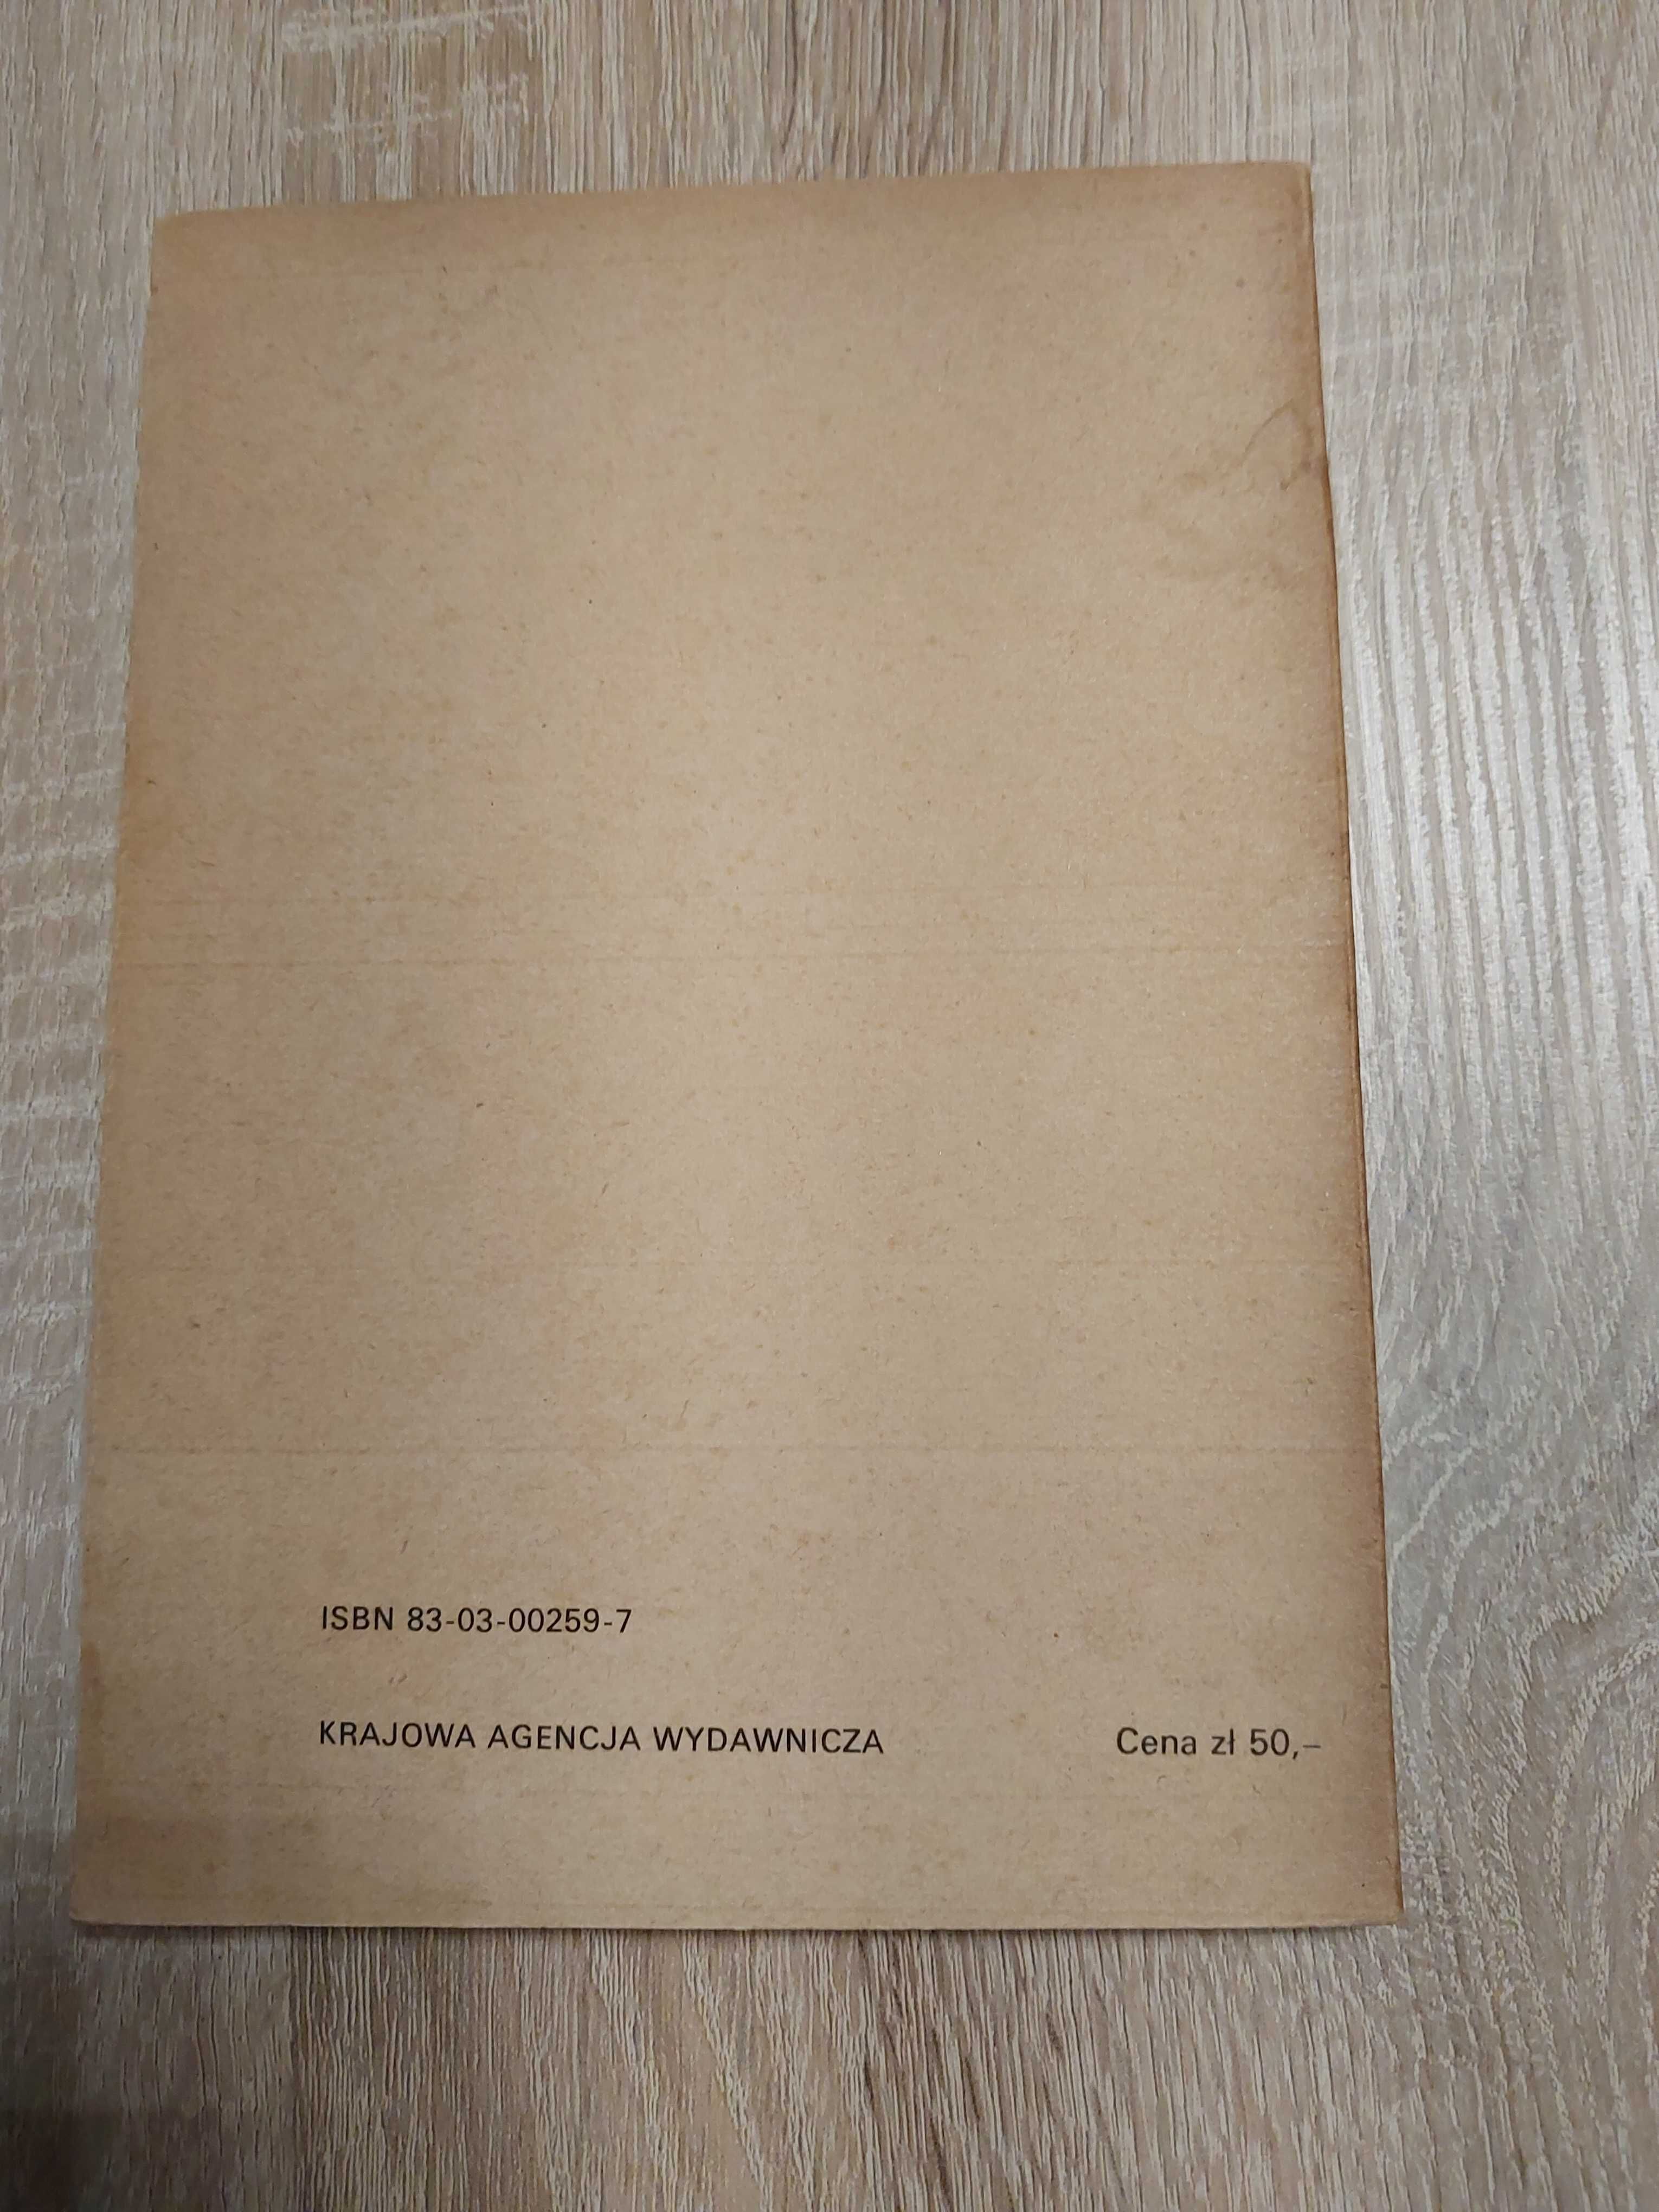 ISBN 83-03-00259-7
KRAJOWA AGENCJA WYDAWNICZA
Cena zł 50,–